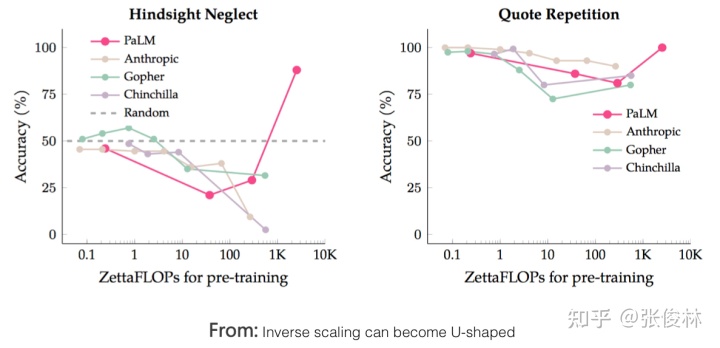 Hindsight Neglect
Accuracy (%)
100
75
50
25
0
PaLM
Anthropic
Gopher
Chinchilla
Random
0.1 1 10 100 1K 10K
ZettaFLOPs for pre-training
Quote Repetition
Accuracy (%)
100
75
50
25
0
PaLM
Anthropic
Gopher
Chinchilla
0.1 1 10 100 1K 10K
ZettaFLOPs for pre-training
知乎 @张俊林
From: Inverse scaling can become U-shaped